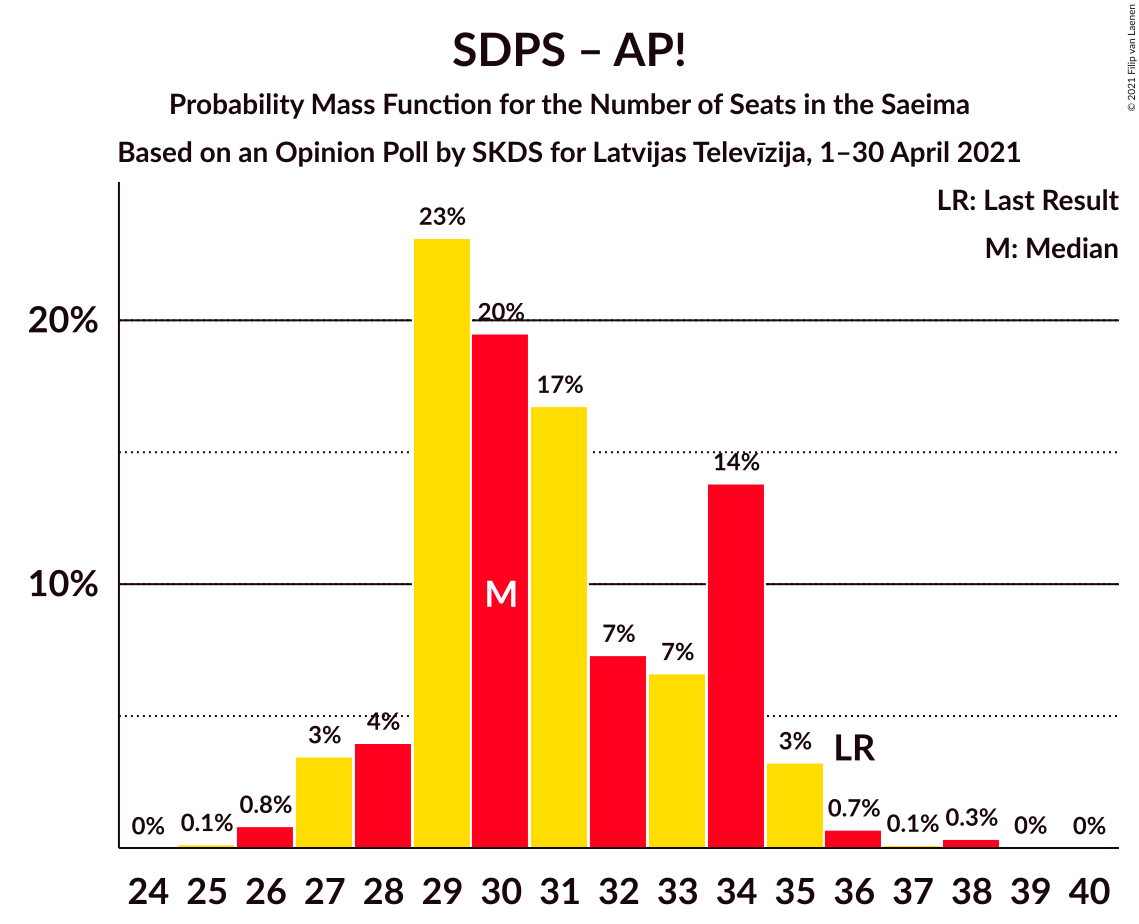 SDPS – AP!
Probability Mass Function for the Number of Seats in the Saeima
Based on an Opinion Poll by SKDS for Latvijas Televīzija, 1–30 April 2021
© 2021 Filip van Laenen
LR: Last Result
M: Median
20%
10%
0% 0.1% 0.8% 3% 4% 23% 20% 17% 7% 7% 14% 3% 0.7% 0.1% 0.3% 0% 0%
M
LR
24 25 26 27 28 29 30 31 32 33 34 35 36 37 38 39 40